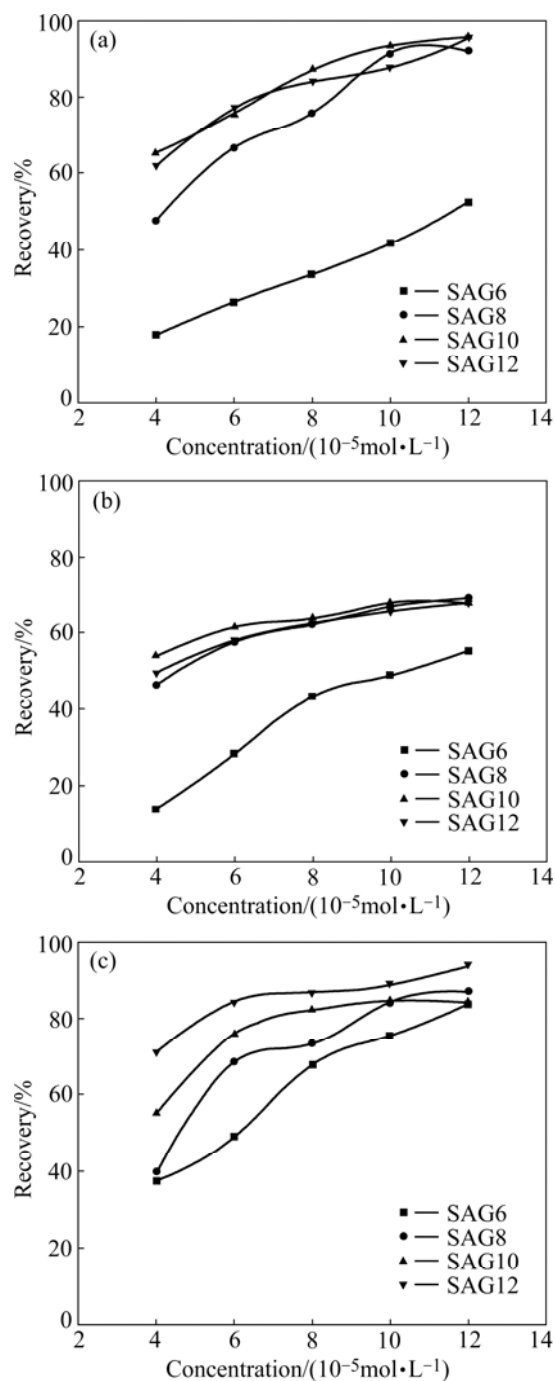 (a)
100
80
60
40
20
0
Recovery/%
SAG6
SAG8
SAG10
SAG12
2 4 6 8 10 12 14
Concentration/(10⁻⁵mol•L⁻¹)
(b)
100
80
60
40
20
0
Recovery/%
SAG6
SAG8
SAG10
SAG12
2 4 6 8 10 12 14
Concentration/(10⁻⁵mol•L⁻¹)
(c)
100
80
60
40
20
0
Recovery/%
SAG6
SAG8
SAG10
SAG12
2 4 6 8 10 12 14
Concentration/(10⁻⁵mol•L⁻¹)